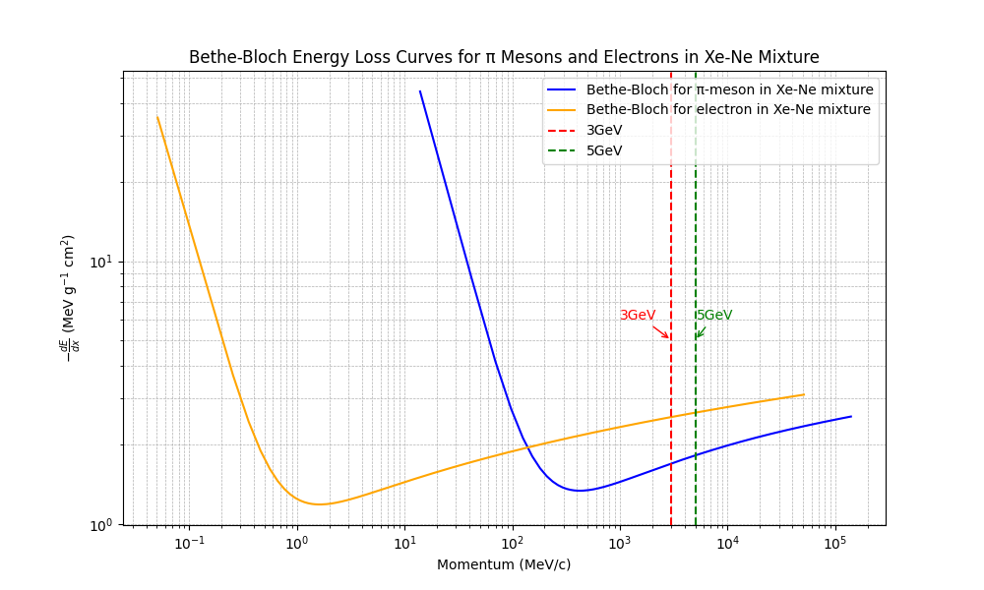 Bethe-Bloch Energy Loss Curves for π Mesons and Electrons in Xe-Ne Mixture
Bethe-Bloch for π-meson in Xe-Ne mixture
Bethe-Bloch for electron in Xe-Ne mixture
3GeV
5GeV
−dE/dx (MeV g⁻¹ cm²)
10¹
10⁰
3GeV
5GeV
10⁻¹ 10⁰ 10¹ 10² 10³ 10⁴ 10⁵
Momentum (MeV/c)